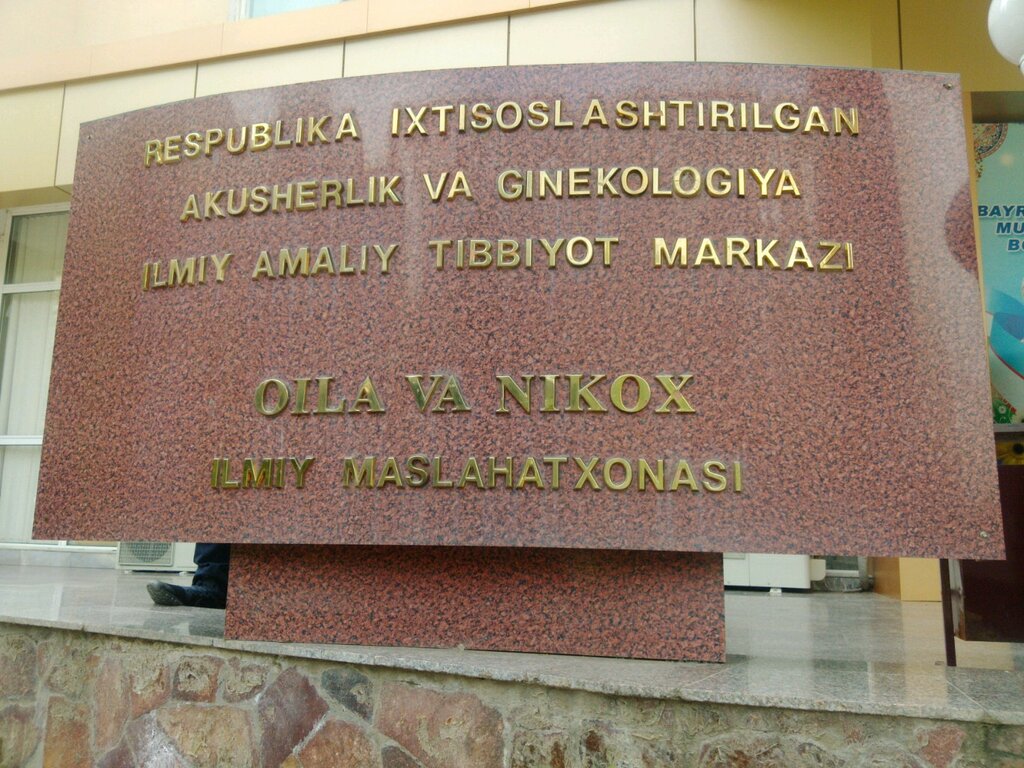 RESPUBLIKA IXTISOSLASHTIRILGAN
AKUSHERLIK VA GINEKOLOGIYA
ILMIY AMALIY TIBBIYOT MARKAZI
OILA VA NIKOX
ILMIY MASLAHATXONASI